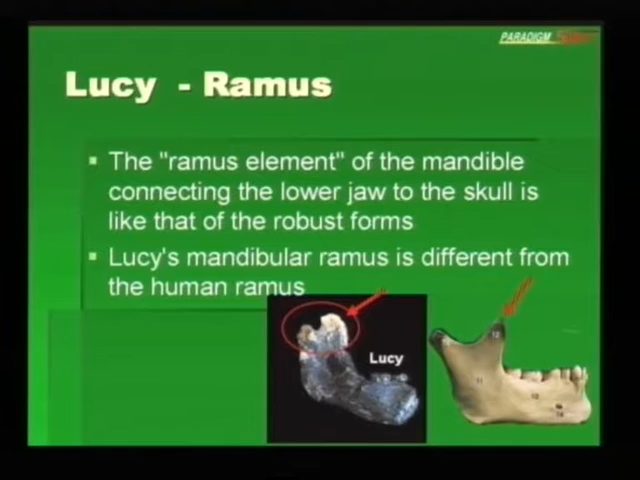 PARADIGM
Lucy - Ramus
▪ The "ramus element" of the mandible
connecting the lower jaw to the skull is
like that of the robust forms
▪ Lucy's mandibular ramus is different from
the human ramus
Lucy